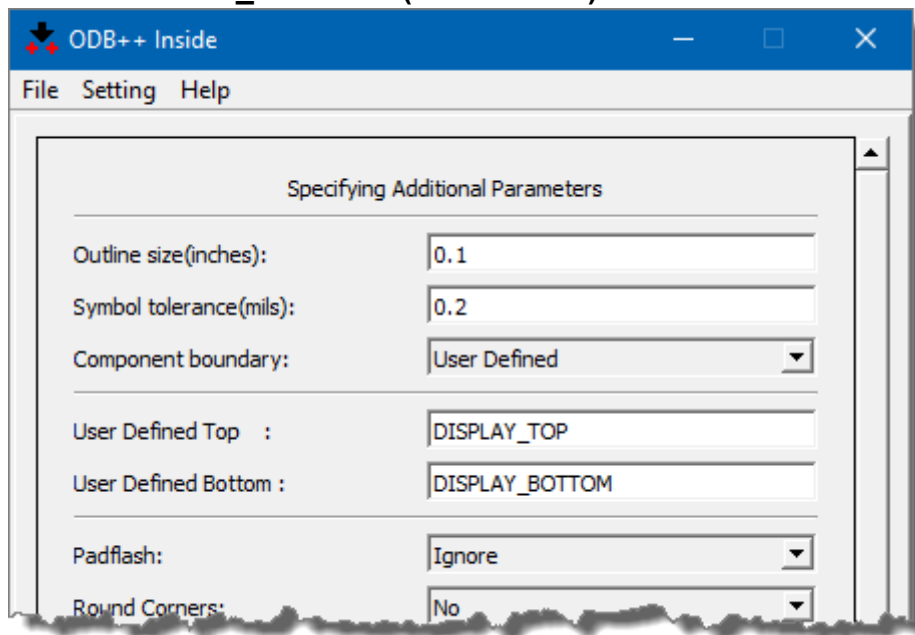 ODB++ Inside
File Setting Help
Specifying Additional Parameters
Outline size(inches): 0.1
Symbol tolerance(mils): 0.2
Component boundary: User Defined
User Defined Top : DISPLAY_TOP
User Defined Bottom : DISPLAY_BOTTOM
Padflash: Ignore
Round Corners: No